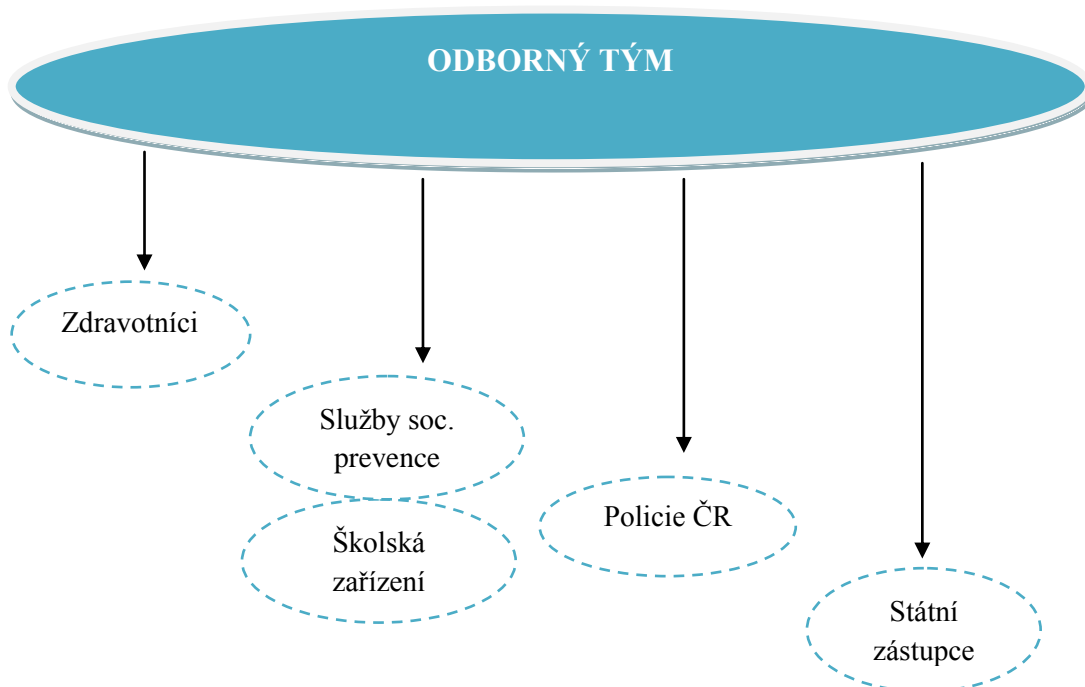 ODBORNÝ TÝM
Zdravotníci
Služby soc.
prevence
Školská
zařízení
Policie ČR
Státní
zástupce